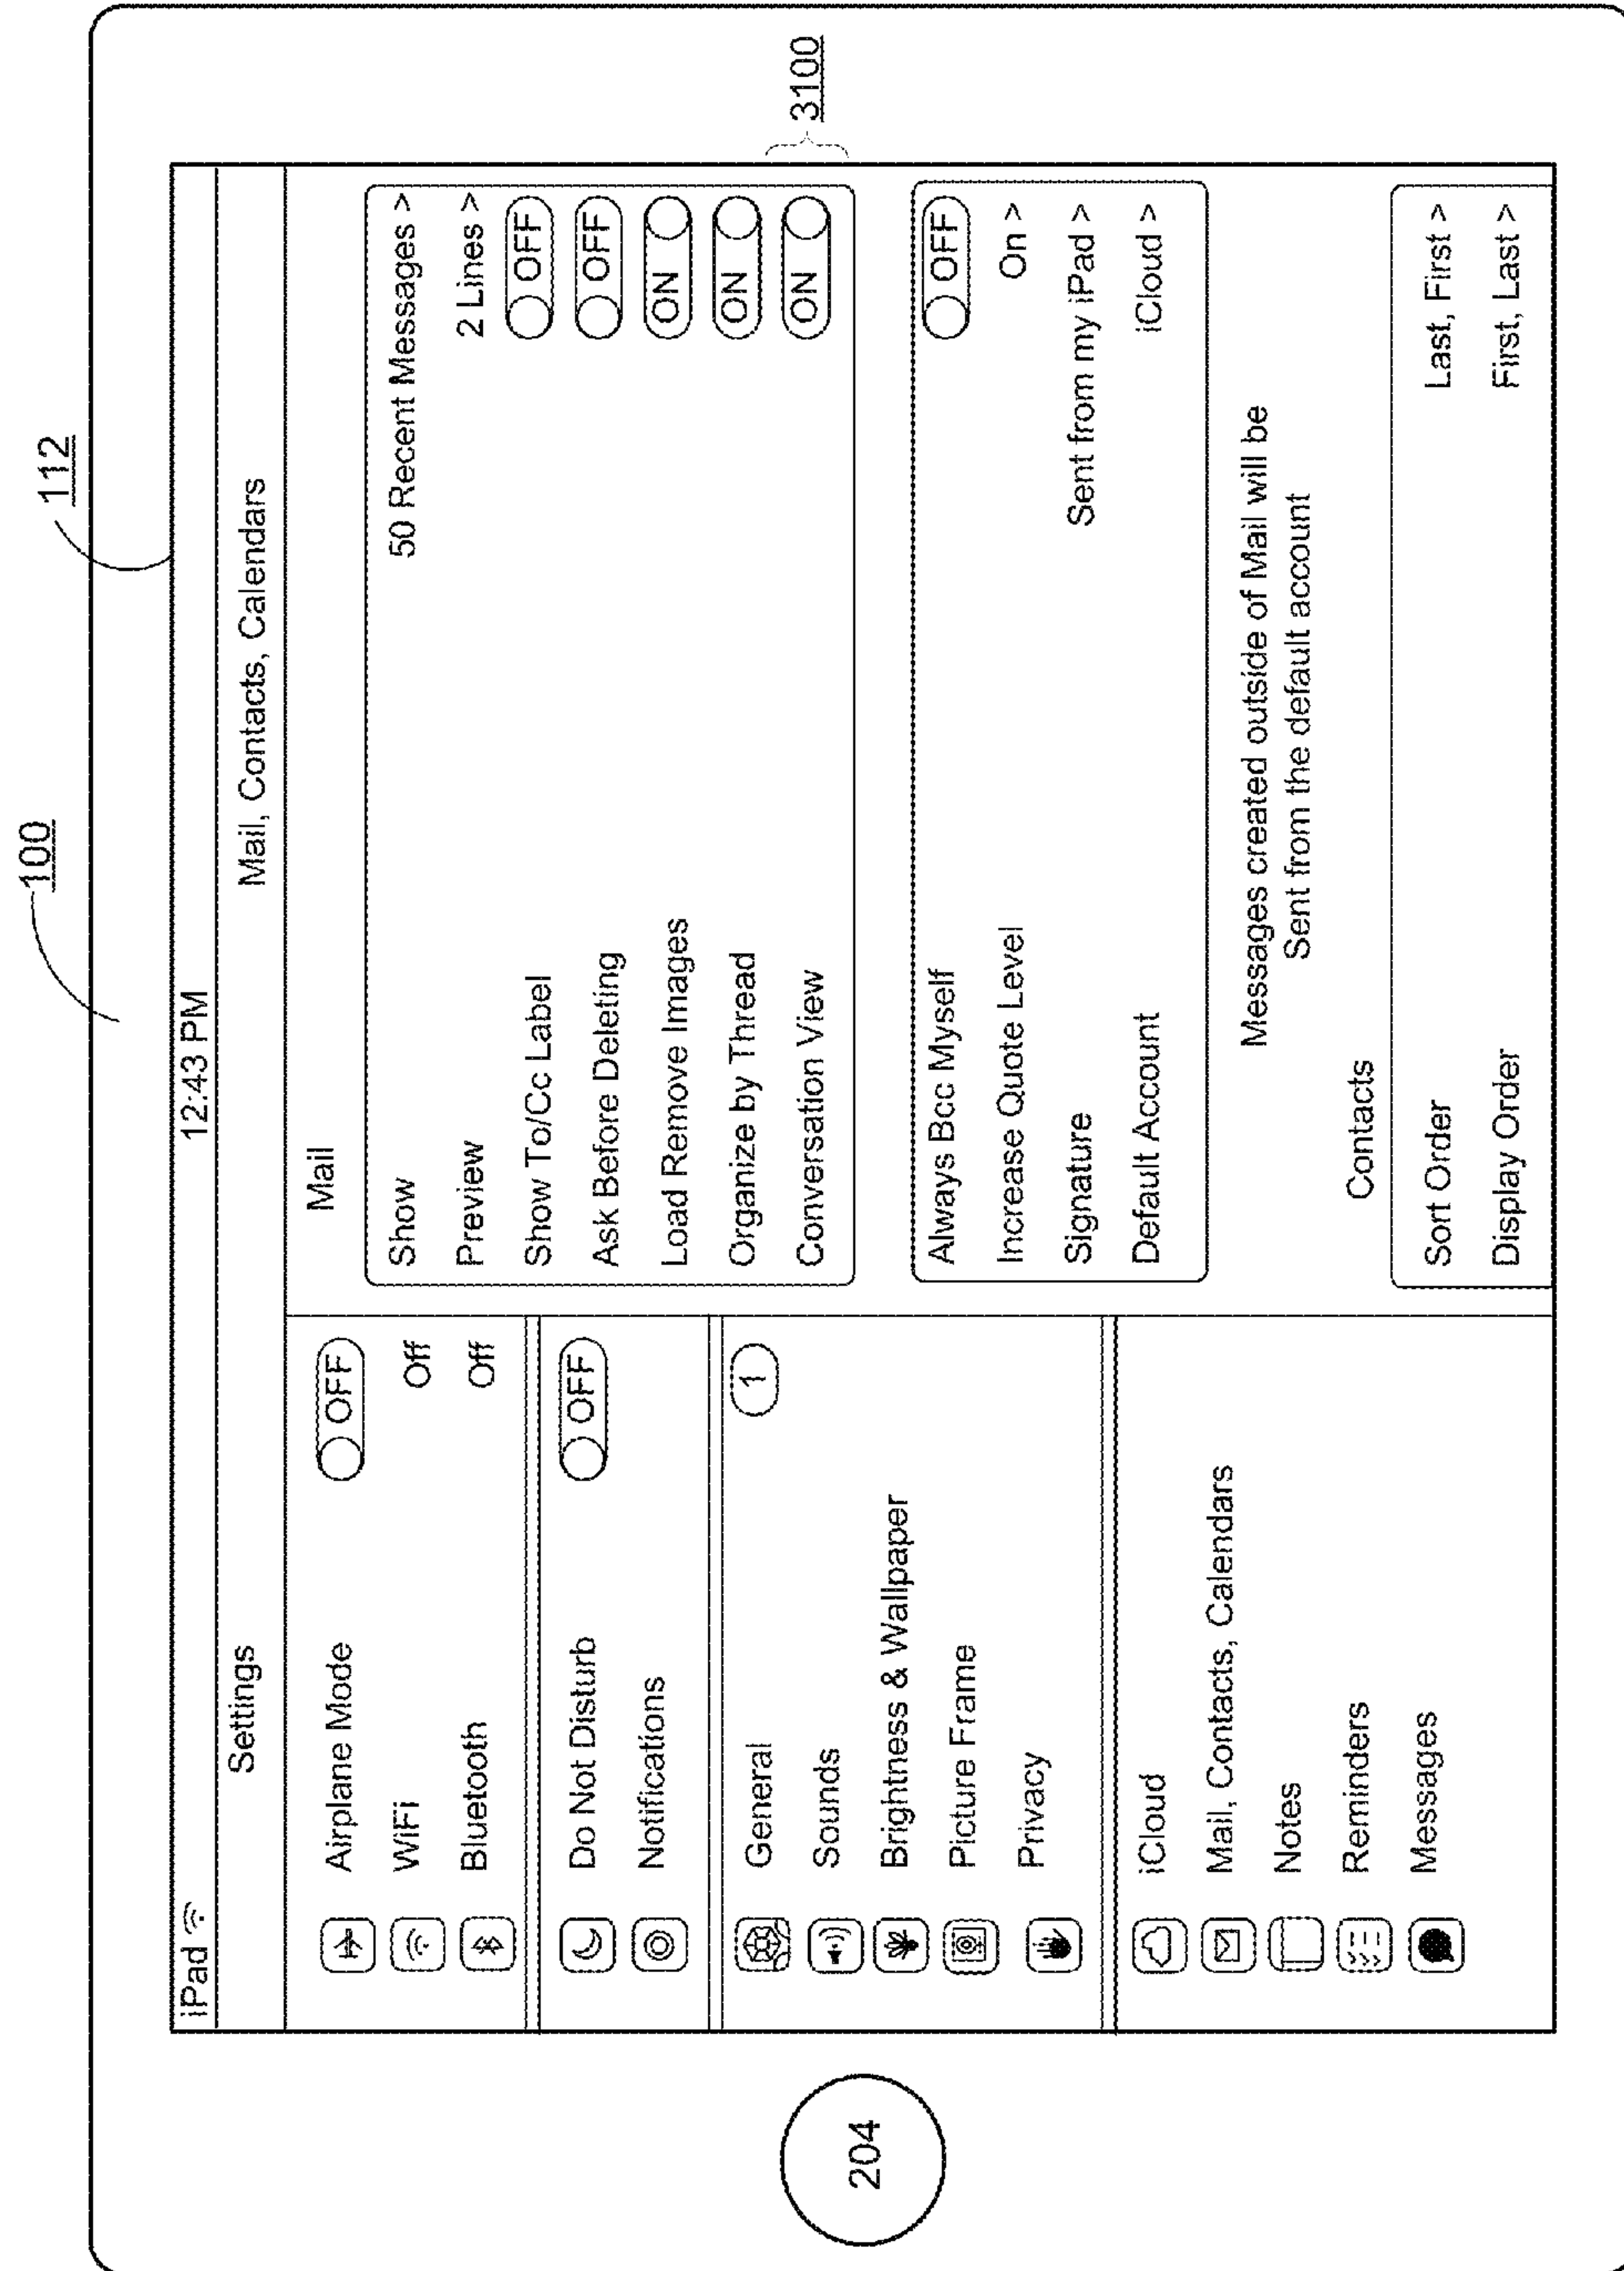 100
112
iPad
12:43 PM
Settings
Mail, Contacts, Calendars
Airplane Mode OFF
WiFi Off
Bluetooth Off
Do Not Disturb OFF
Notifications
General 1
Sounds
Brightness & Wallpaper
Picture Frame
Privacy
iCloud
Mail, Contacts, Calendars
Notes
Reminders
Messages
Mail
Show 50 Recent Messages >
Preview 2 Lines >
Show To/Cc Label OFF
Ask Before Deleting OFF
Load Remove Images ON
Organize by Thread ON
Conversation View ON
3100
Always Bcc Myself OFF
Increase Quote Level On >
Signature Sent from my iPad >
Default Account iCloud >
Messages created outside of Mail will be
Sent from the default account
Contacts
Sort Order Last, First >
Display Order First, Last >
204